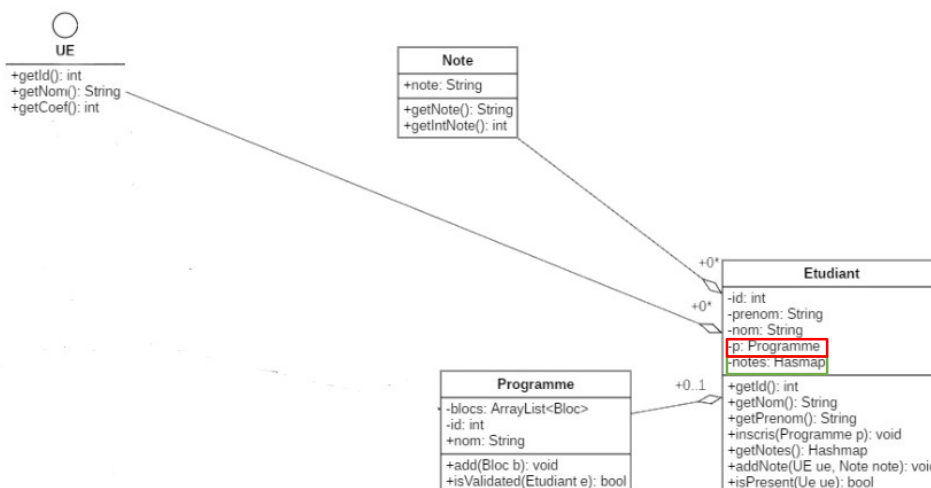 UE
+getId(): int
+getNom(): String
+getCoef(): int
Note
+note: String
+getNote(): String
+getIntNote(): int
+0*
+0*
+0..1
Etudiant
-id: int
-prenom: String
-nom: String
-p: Programme
-notes: Hasmap
+getId(): int
+getNom(): String
+getPrenom(): String
+inscris(Programme p): void
+getNotes(): Hashmap
+addNote(UE ue, Note note): void
+isPresent(Ue ue): bool
Programme
-blocs: ArrayList<Bloc>
-id: int
+nom: String
+add(Bloc b): void
+isValidated(Etudiant e): bool